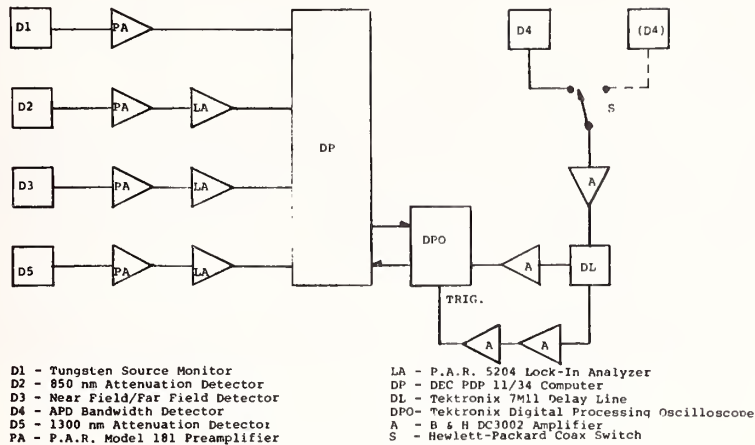 D1
PA
D4
(D4)
D2
PA
LA
S
DP
D3
PA
LA
A
DPO
D5
PA
LA
A
DL
TRIG.
A
A
D1 - Tungsten Source Monitor
D2 - 850 nm Attenuation Detector
D3 - Near Field/Far Field Detector
D4 - APD Bandwidth Detector
D5 - 1300 nm Attenuation Detector
PA - P.A.R. Model 181 Preamplifier
LA - P.A.R. 5204 Lock-In Analyzer
DP - DEC PDP 11/34 Computer
DL - Tektronix 7M11 Delay Line
DPO- Tektronix Digital Processing Oscilloscope
A - B & H DC3002 Amplifier
S - Hewlett-Packard Coax Switch